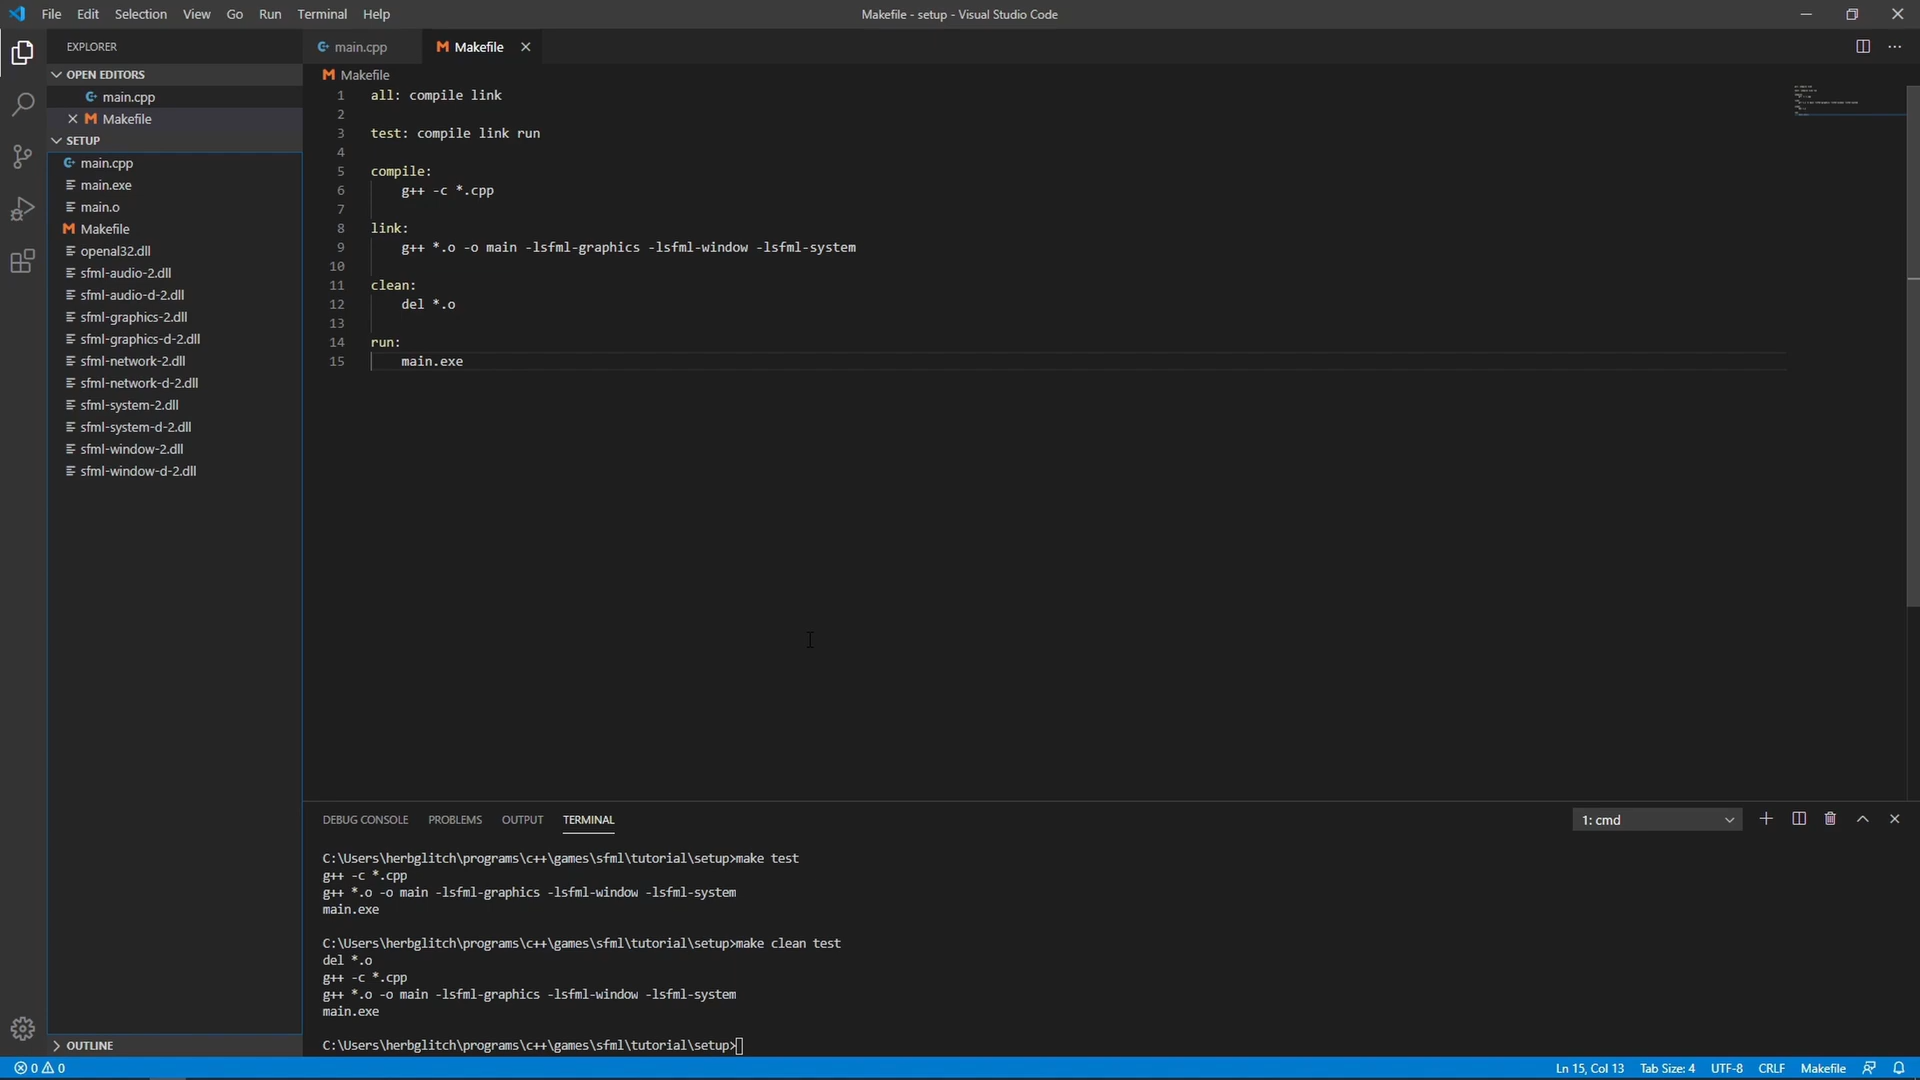 File Edit Selection View Go Run Terminal Help
Makefile - setup - Visual Studio Code
EXPLORER
OPEN EDITORS
main.cpp
Makefile
SETUP
main.cpp
main.exe
main.o
Makefile
openal32.dll
sfml-audio-2.dll
sfml-audio-d-2.dll
sfml-graphics-2.dll
sfml-graphics-d-2.dll
sfml-network-2.dll
sfml-network-d-2.dll
sfml-system-2.dll
sfml-system-d-2.dll
sfml-window-2.dll
sfml-window-d-2.dll
OUTLINE
main.cpp Makefile
Makefile
1 all: compile link
2
3 test: compile link run
4
5 compile:
6 g++ -c *.cpp
7
8 link:
9 g++ *.o -o main -lsfml-graphics -lsfml-window -lsfml-system
10
11 clean:
12 del *.o
13
14 run:
15 main.exe
DEBUG CONSOLE PROBLEMS OUTPUT TERMINAL
1: cmd
C:\Users\herbglitch\programs\c++\games\sfml\tutorial\setup>make test
g++ -c *.cpp
g++ *.o -o main -lsfml-graphics -lsfml-window -lsfml-system
main.exe
C:\Users\herbglitch\programs\c++\games\sfml\tutorial\setup>make clean test
del *.o
g++ -c *.cpp
g++ *.o -o main -lsfml-graphics -lsfml-window -lsfml-system
main.exe
C:\Users\herbglitch\programs\c++\games\sfml\tutorial\setup>
0 0
Ln 15, Col 13 Tab Size: 4 UTF-8 CRLF Makefile